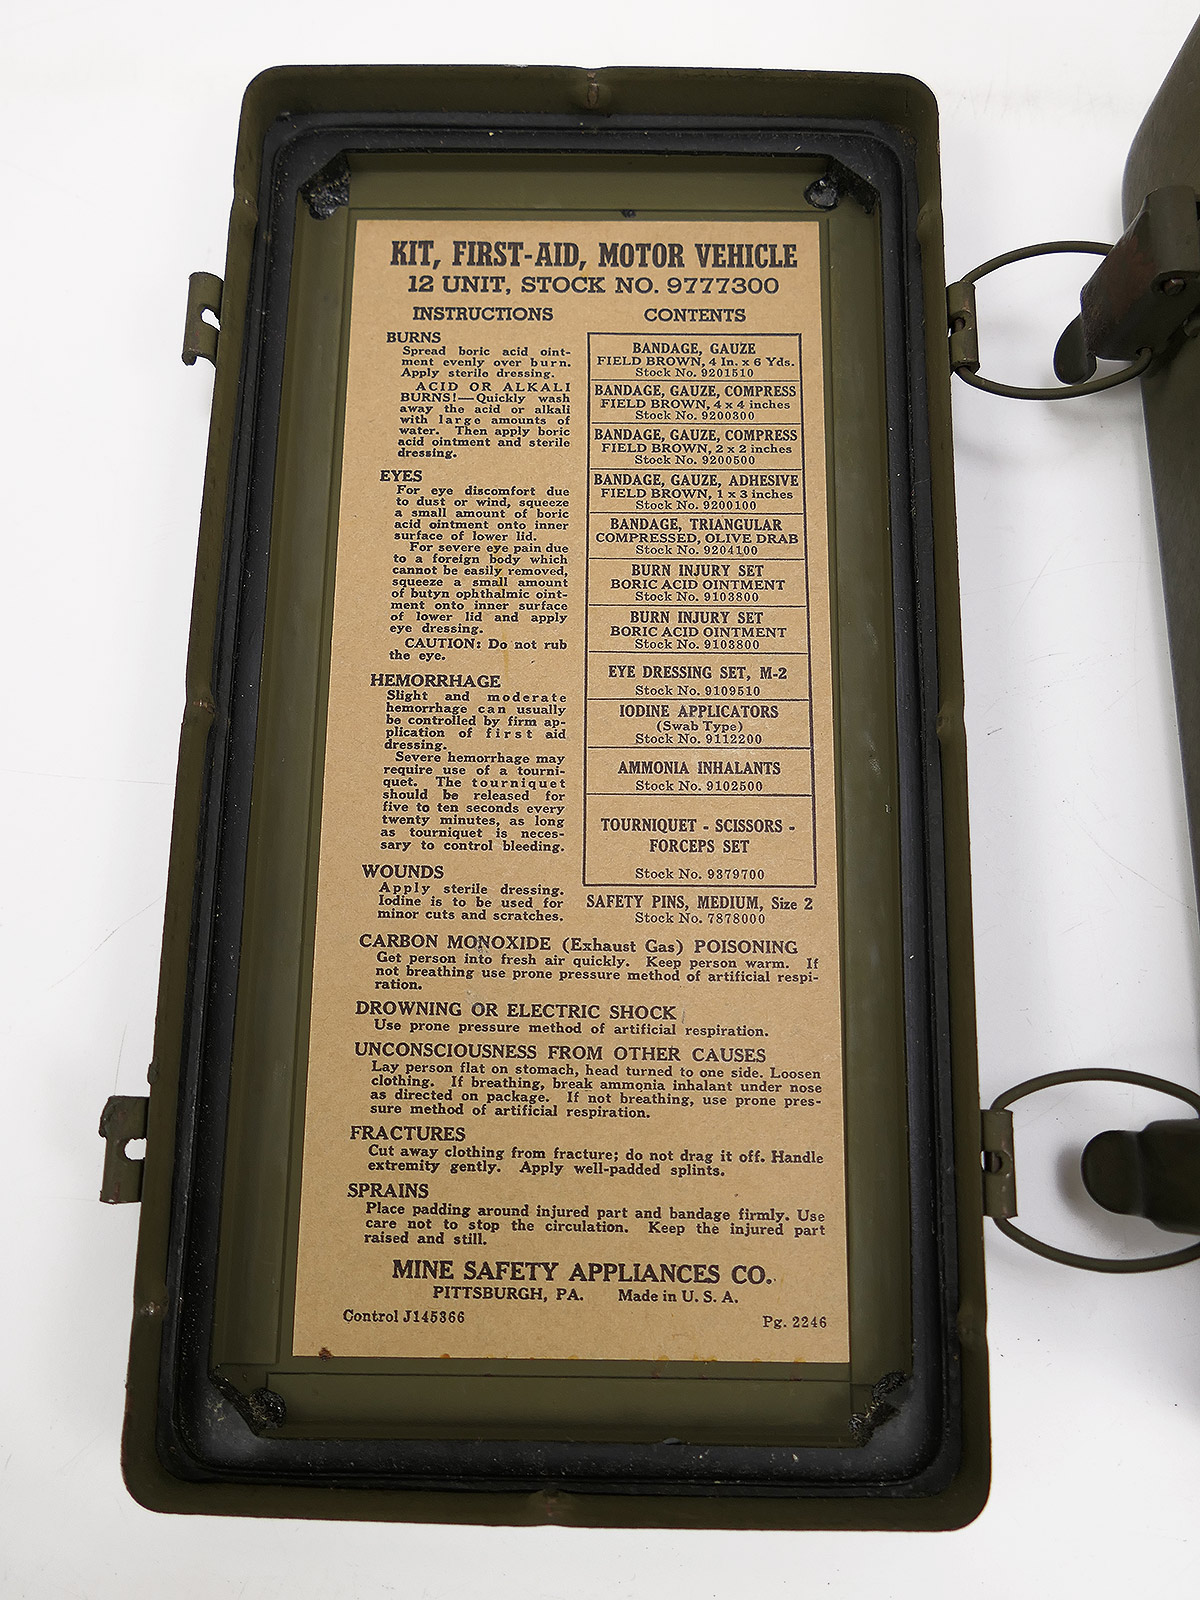 KIT, FIRST-AID, MOTOR VEHICLE
12 UNIT, STOCK NO. 9777300
INSTRUCTIONS
BURNS
Spread boric acid oint-
ment evenly over burn.
Apply sterile dressing.
ACID OR ALKALI
BURNS!—Quickly wash
away the acid or alkali
with large amounts of
water. Then apply boric
acid ointment and sterile
dressing.
EYES
For eye discomfort due
to dust or wind, squeeze
a small amount of boric
acid ointment onto inner
surface of lower lid.
For severe eye pain due
to a foreign body which
cannot be easily removed,
squeeze a small amount
of butyn ophthalmic oint-
ment onto inner surface
of lower lid and apply
eye dressing.
CAUTION: Do not rub
the eye.
HEMORRHAGE
Slight and moderate
hemorrhage can usually
be controlled by firm ap-
plication of first aid
dressing.
Severe hemorrhage may
require use of a tourni-
quet. The tourniquet
should be released for
five to ten seconds every
twenty minutes, as long
as tourniquet is neces-
sary to control bleeding.
WOUNDS
Apply sterile dressing.
Iodine is to be used for
minor cuts and scratches.
CONTENTS
BANDAGE, GAUZE
FIELD BROWN, 4 In. x 6 Yds.
Stock No. 9201510
BANDAGE, GAUZE, COMPRESS
FIELD BROWN, 4 x 4 inches
Stock No. 9200300
BANDAGE, GAUZE, COMPRESS
FIELD BROWN, 2 x 2 inches
Stock No. 9200500
BANDAGE, GAUZE, ADHESIVE
FIELD BROWN, 1 x 3 inches
Stock No. 9200100
BANDAGE, TRIANGULAR
COMPRESSED, OLIVE DRAB
Stock No. 9204100
BURN INJURY SET
BORIC ACID OINTMENT
Stock No. 9103800
BURN INJURY SET
BORIC ACID OINTMENT
Stock No. 9103800
EYE DRESSING SET, M-2
Stock No. 9109510
IODINE APPLICATORS
(Swab Type)
Stock No. 9112200
AMMONIA INHALANTS
Stock No. 9102500
TOURNIQUET - SCISSORS -
FORCEPS SET
Stock No. 9379700
SAFETY PINS, MEDIUM, Size 2
Stock No. 7878000
CARBON MONOXIDE (Exhaust Gas) POISONING
Get person into fresh air quickly. Keep person warm. If
not breathing use prone pressure method of artificial respi-
ration.
DROWNING OR ELECTRIC SHOCK
Use prone pressure method of artificial respiration.
UNCONSCIOUSNESS FROM OTHER CAUSES
Lay person flat on stomach, head turned to one side. Loosen
clothing. If breathing, break ammonia inhalant under nose
as directed on package. If not breathing, use prone pres-
sure method of artificial respiration.
FRACTURES
Cut away clothing from fracture; do not drag it off. Handle
extremity gently. Apply well-padded splints.
SPRAINS
Place padding around injured part and bandage firmly. Use
care not to stop the circulation. Keep the injured part
raised and still.
MINE SAFETY APPLIANCES CO.
PITTSBURGH, PA. Made in U. S. A.
Control J145366 Pg. 2246